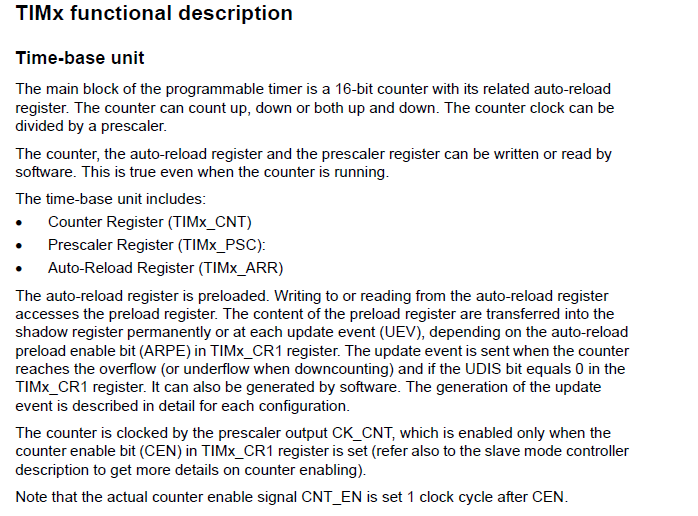 TIMx functional description
Time-base unit
The main block of the programmable timer is a 16-bit counter with its related auto-reload
register. The counter can count up, down or both up and down. The counter clock can be
divided by a prescaler.
The counter, the auto-reload register and the prescaler register can be written or read by
software. This is true even when the counter is running.
The time-base unit includes:
• Counter Register (TIMx_CNT)
• Prescaler Register (TIMx_PSC):
• Auto-Reload Register (TIMx_ARR)
The auto-reload register is preloaded. Writing to or reading from the auto-reload register
accesses the preload register. The content of the preload register are transferred into the
shadow register permanently or at each update event (UEV), depending on the auto-reload
preload enable bit (ARPE) in TIMx_CR1 register. The update event is sent when the counter
reaches the overflow (or underflow when downcounting) and if the UDIS bit equals 0 in the
TIMx_CR1 register. It can also be generated by software. The generation of the update
event is described in detail for each configuration.
The counter is clocked by the prescaler output CK_CNT, which is enabled only when the
counter enable bit (CEN) in TIMx_CR1 register is set (refer also to the slave mode controller
description to get more details on counter enabling).
Note that the actual counter enable signal CNT_EN is set 1 clock cycle after CEN.